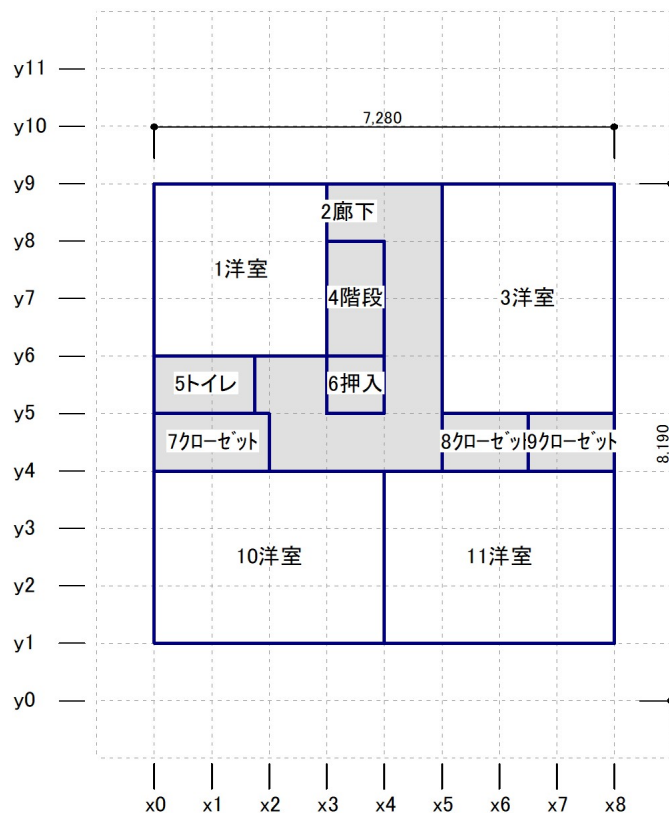 y11
y10
7,280
y9
2廊下
y8
1洋室
y7
4階段
3洋室
y6
5トイレ
6押入
y5
7クローゼット
8クローゼット
9クローゼット
8,190
y4
y3
10洋室
11洋室
y2
y1
y0
x0 x1 x2 x3 x4 x5 x6 x7 x8